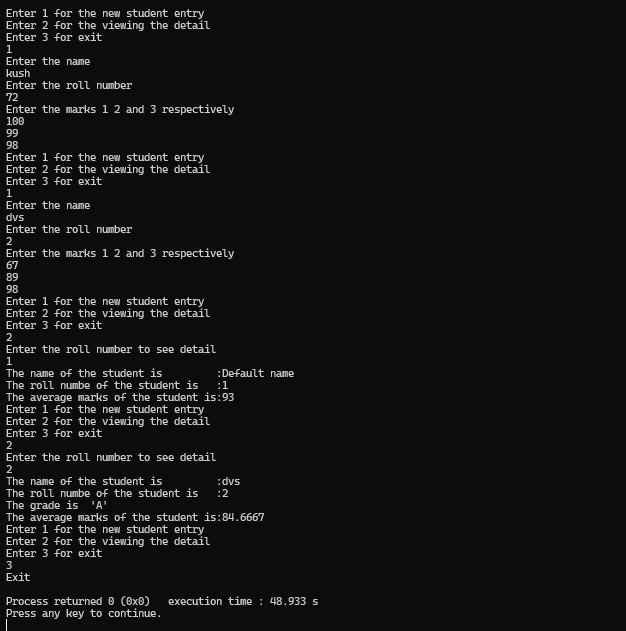 Enter 1 for the new student entry
Enter 2 for the viewing the detail
Enter 3 for exit
1
Enter the name
kush
Enter the roll number
72
Enter the marks 1 2 and 3 respectively
100
99
98
Enter 1 for the new student entry
Enter 2 for the viewing the detail
Enter 3 for exit
1
Enter the name
dvs
Enter the roll number
2
Enter the marks 1 2 and 3 respectively
67
89
98
Enter 1 for the new student entry
Enter 2 for the viewing the detail
Enter 3 for exit
2
Enter the roll number to see detail
1
The name of the student is         :Default name
The roll numbe of the student is   :1
The average marks of the student is:93
Enter 1 for the new student entry
Enter 2 for the viewing the detail
Enter 3 for exit
2
Enter the roll number to see detail
2
The name of the student is         :dvs
The roll numbe of the student is   :2
The grade is  'A'
The average marks of the student is:84.6667
Enter 1 for the new student entry
Enter 2 for the viewing the detail
Enter 3 for exit
3
Exit

Process returned 0 (0x0)   execution time : 48.933 s
Press any key to continue.